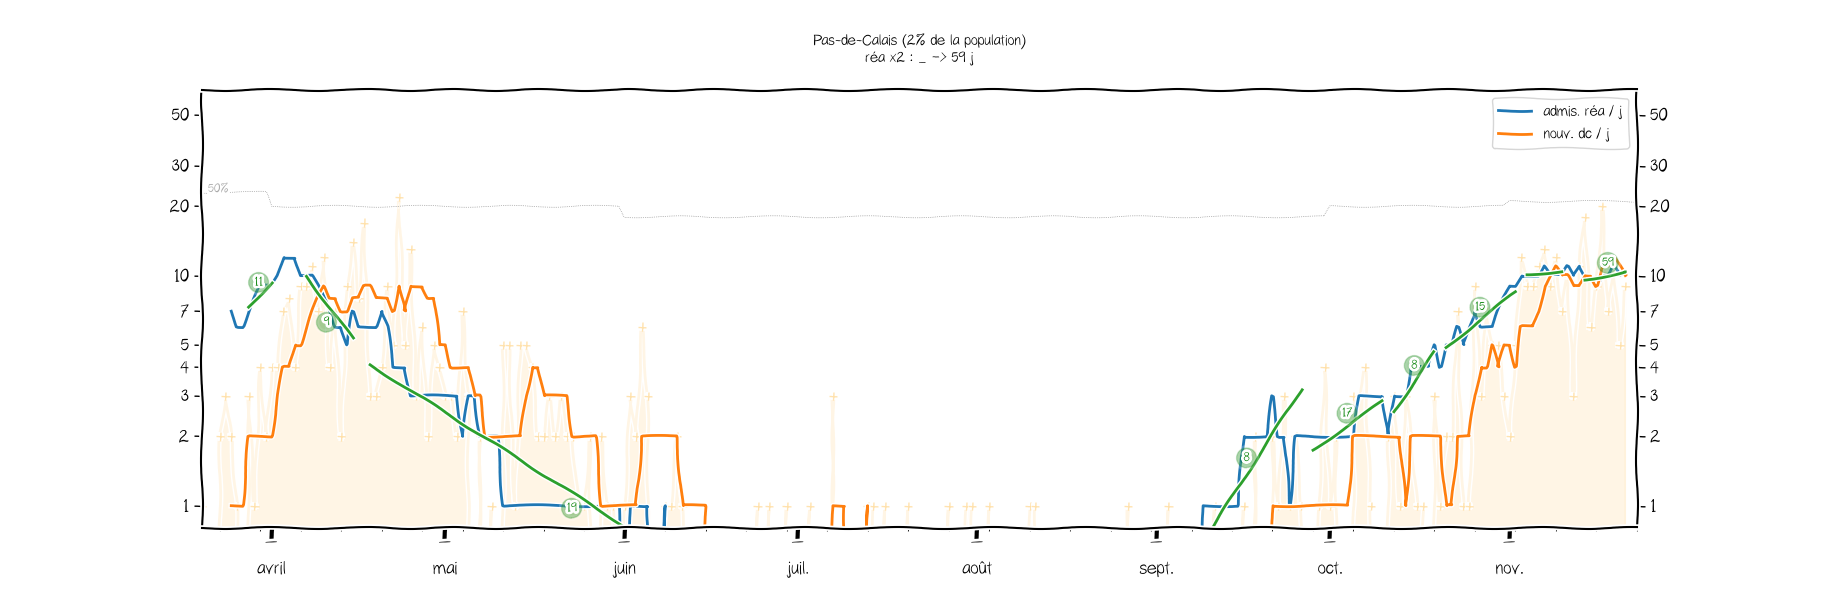 Pas-de-Calais (2% de la population)
réa x2 : _ -> 59 j
50
30
20
10
7
5
4
3
2
1
50%
50
30
20
10
7
5
4
3
2
1
admis. réa / j
nouv. dc / j
11
9
19
8
17
8
15
59
avril
mai
juin
juil.
août
sept.
oct.
nov.